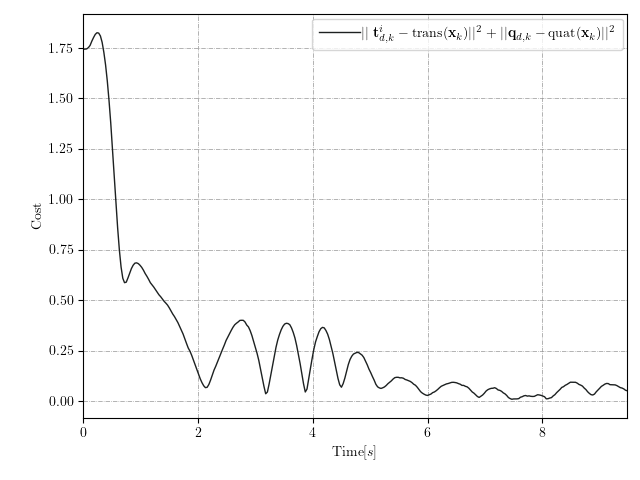 || t^i_{d,k} − trans(x_k)||² + ||q_{d,k} − quat(x_k)||²
1.75
1.50
1.25
1.00
0.75
0.50
0.25
0.00
Cost
0 2 4 6 8
Time[s]